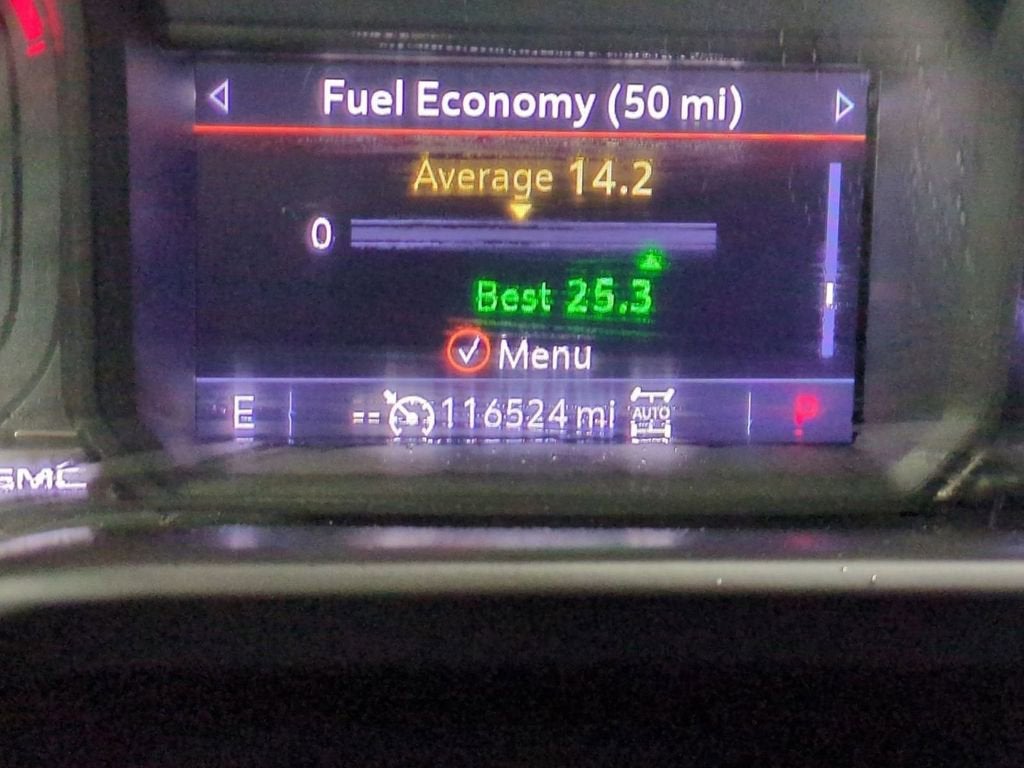 Fuel Economy (50 mi)
Average 14.2
0
Best 25.3
Menu
E 116524 mi AUTO P
GMC